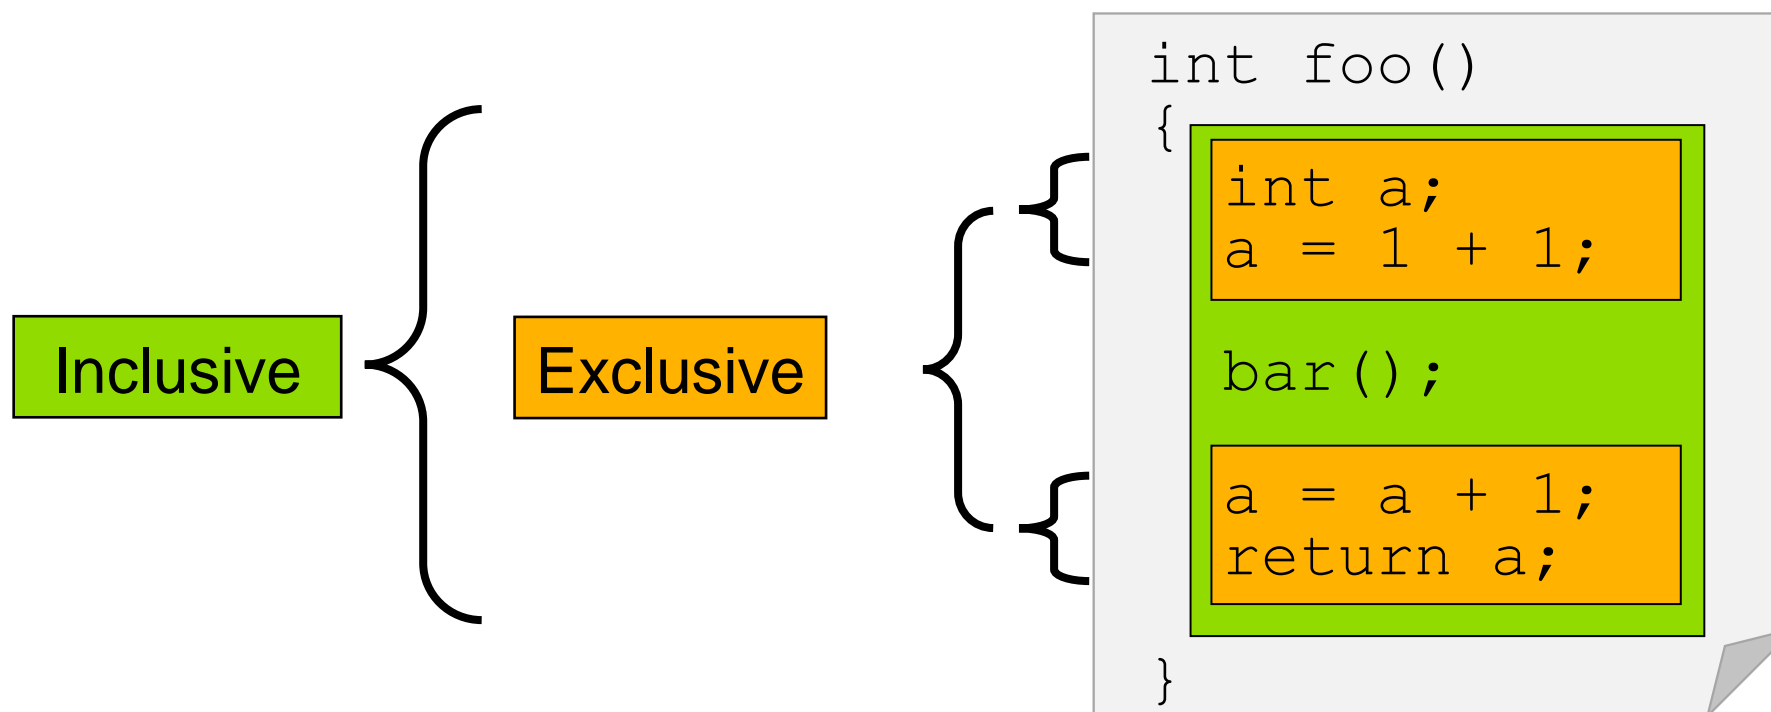 Inclusive
Exclusive
int foo()
{
int a;
a = 1 + 1;
bar();
a = a + 1;
return a;
}